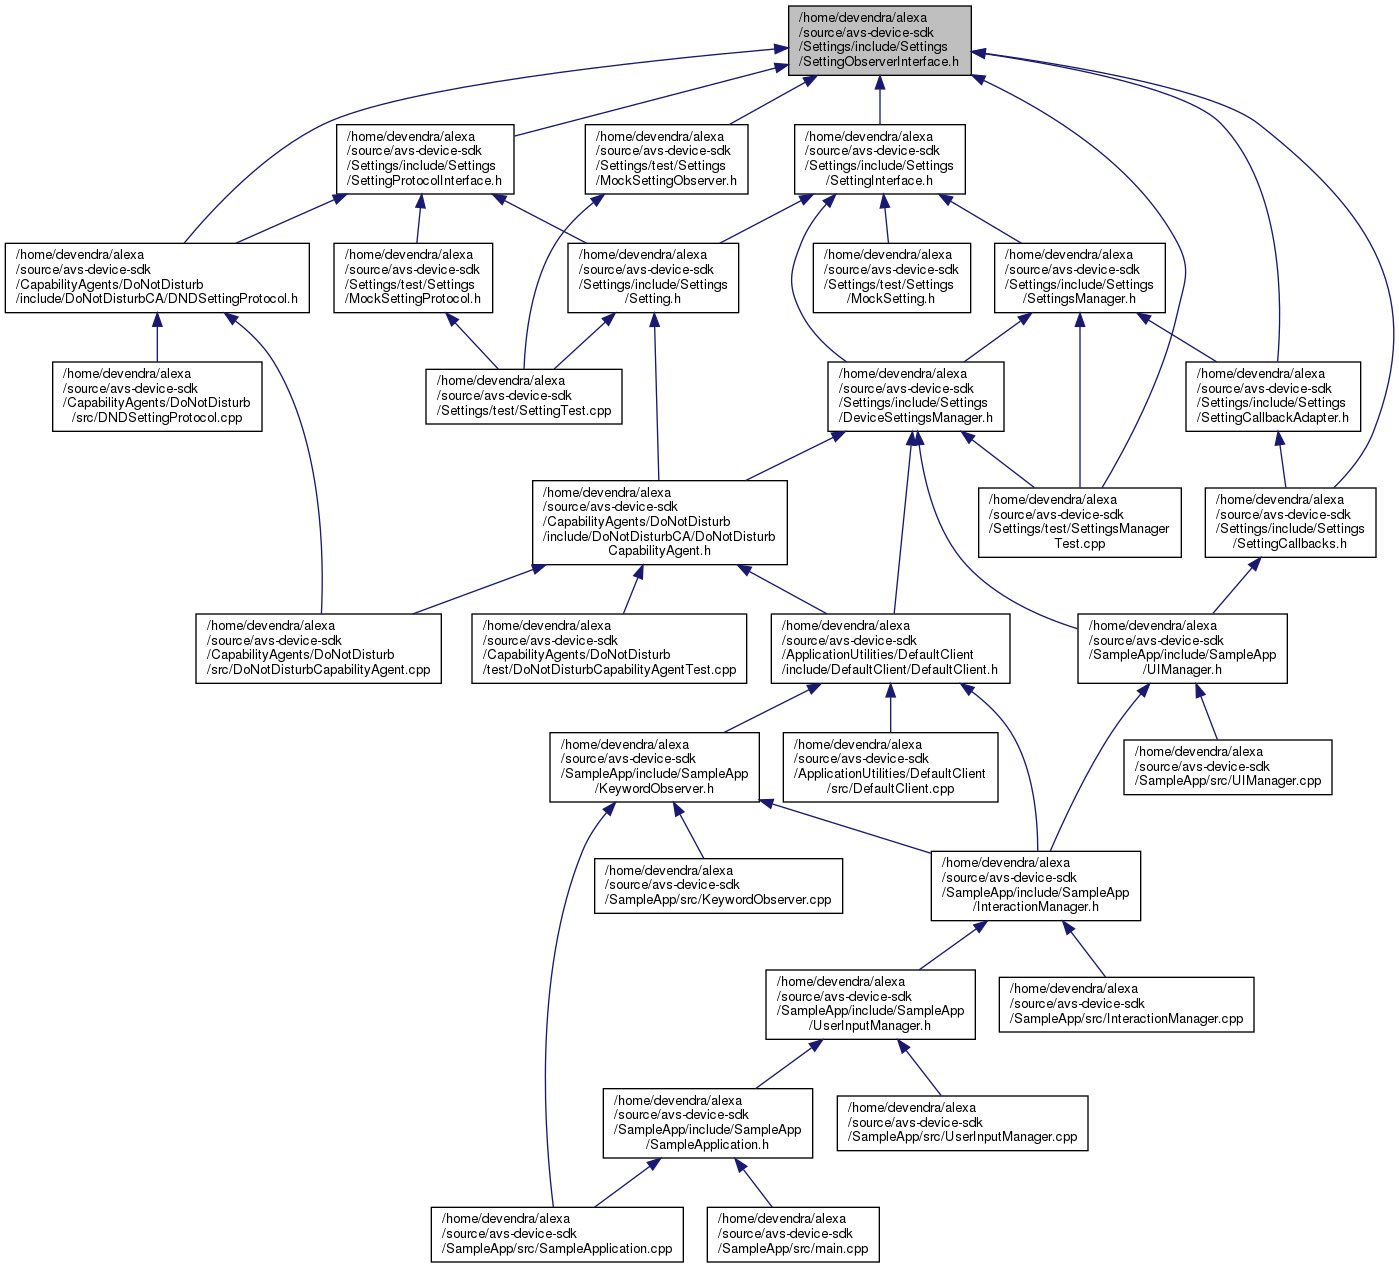 /home/devendra/alexa
/source/avs-device-sdk
/Settings/include/Settings
/SettingObserverInterface.h
/home/devendra/alexa
/source/avs-device-sdk
/Settings/include/Settings
/SettingProtocolInterface.h
/home/devendra/alexa
/source/avs-device-sdk
/Settings/test/Settings
/MockSettingObserver.h
/home/devendra/alexa
/source/avs-device-sdk
/Settings/include/Settings
/SettingInterface.h
/home/devendra/alexa
/source/avs-device-sdk
/CapabilityAgents/DoNotDisturb
/include/DoNotDisturbCA/DNDSettingProtocol.h
/home/devendra/alexa
/source/avs-device-sdk
/Settings/test/Settings
/MockSettingProtocol.h
/home/devendra/alexa
/source/avs-device-sdk
/Settings/include/Settings
/Setting.h
/home/devendra/alexa
/source/avs-device-sdk
/Settings/test/Settings
/MockSetting.h
/home/devendra/alexa
/source/avs-device-sdk
/Settings/include/Settings
/SettingsManager.h
/home/devendra/alexa
/source/avs-device-sdk
/CapabilityAgents/DoNotDisturb
/src/DNDSettingProtocol.cpp
/home/devendra/alexa
/source/avs-device-sdk
/Settings/test/SettingTest.cpp
/home/devendra/alexa
/source/avs-device-sdk
/Settings/include/Settings
/DeviceSettingsManager.h
/home/devendra/alexa
/source/avs-device-sdk
/Settings/include/Settings
/SettingCallbackAdapter.h
/home/devendra/alexa
/source/avs-device-sdk
/CapabilityAgents/DoNotDisturb
/include/DoNotDisturbCA/DoNotDisturb
CapabilityAgent.h
/home/devendra/alexa
/source/avs-device-sdk
/Settings/test/SettingsManager
Test.cpp
/home/devendra/alexa
/source/avs-device-sdk
/Settings/include/Settings
/SettingCallbacks.h
/home/devendra/alexa
/source/avs-device-sdk
/CapabilityAgents/DoNotDisturb
/src/DoNotDisturbCapabilityAgent.cpp
/home/devendra/alexa
/source/avs-device-sdk
/CapabilityAgents/DoNotDisturb
/test/DoNotDisturbCapabilityAgentTest.cpp
/home/devendra/alexa
/source/avs-device-sdk
/ApplicationUtilities/DefaultClient
/include/DefaultClient/DefaultClient.h
/home/devendra/alexa
/source/avs-device-sdk
/SampleApp/include/SampleApp
/UIManager.h
/home/devendra/alexa
/source/avs-device-sdk
/SampleApp/include/SampleApp
/KeywordObserver.h
/home/devendra/alexa
/source/avs-device-sdk
/ApplicationUtilities/DefaultClient
/src/DefaultClient.cpp
/home/devendra/alexa
/source/avs-device-sdk
/SampleApp/src/UIManager.cpp
/home/devendra/alexa
/source/avs-device-sdk
/SampleApp/src/KeywordObserver.cpp
/home/devendra/alexa
/source/avs-device-sdk
/SampleApp/include/SampleApp
/InteractionManager.h
/home/devendra/alexa
/source/avs-device-sdk
/SampleApp/include/SampleApp
/UserInputManager.h
/home/devendra/alexa
/source/avs-device-sdk
/SampleApp/src/InteractionManager.cpp
/home/devendra/alexa
/source/avs-device-sdk
/SampleApp/include/SampleApp
/SampleApplication.h
/home/devendra/alexa
/source/avs-device-sdk
/SampleApp/src/UserInputManager.cpp
/home/devendra/alexa
/source/avs-device-sdk
/SampleApp/src/SampleApplication.cpp
/home/devendra/alexa
/source/avs-device-sdk
/SampleApp/src/main.cpp